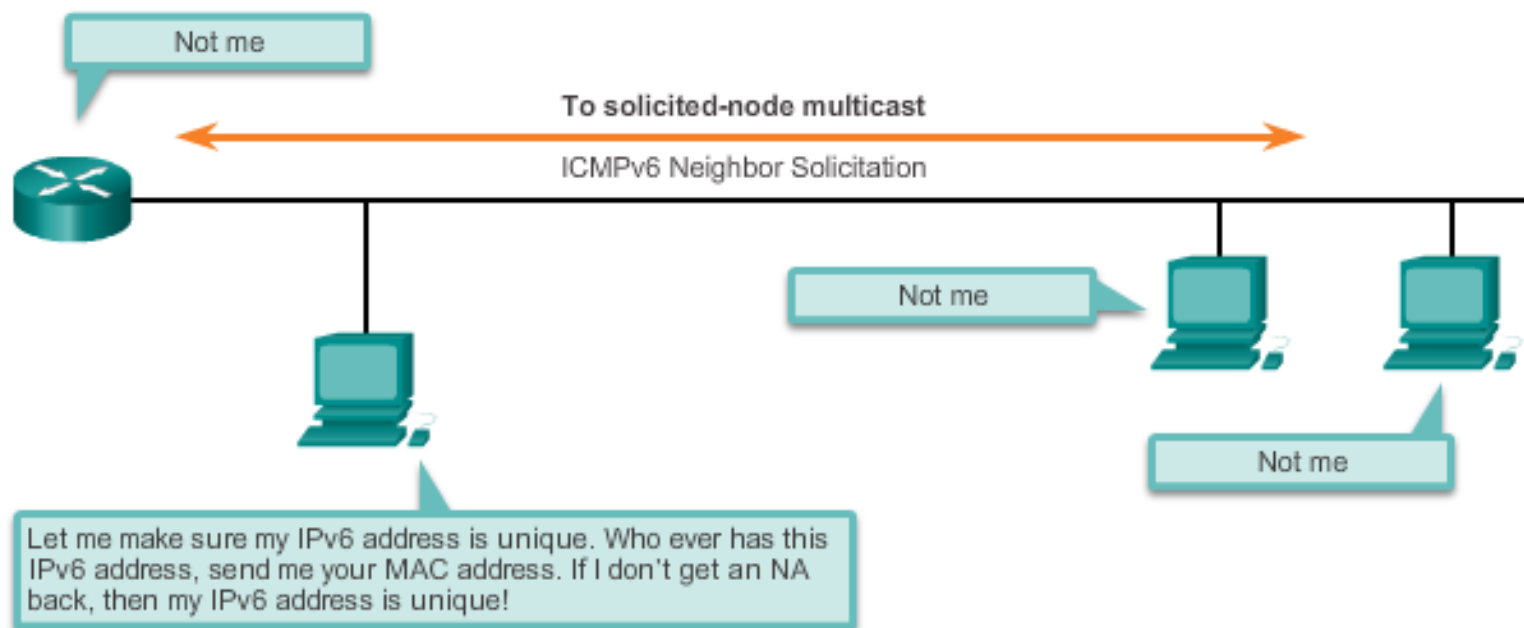 Not me
To solicited-node multicast
ICMPv6 Neighbor Solicitation
Not me
Not me
Let me make sure my IPv6 address is unique. Who ever has this
IPv6 address, send me your MAC address. If I don't get an NA
back, then my IPv6 address is unique!